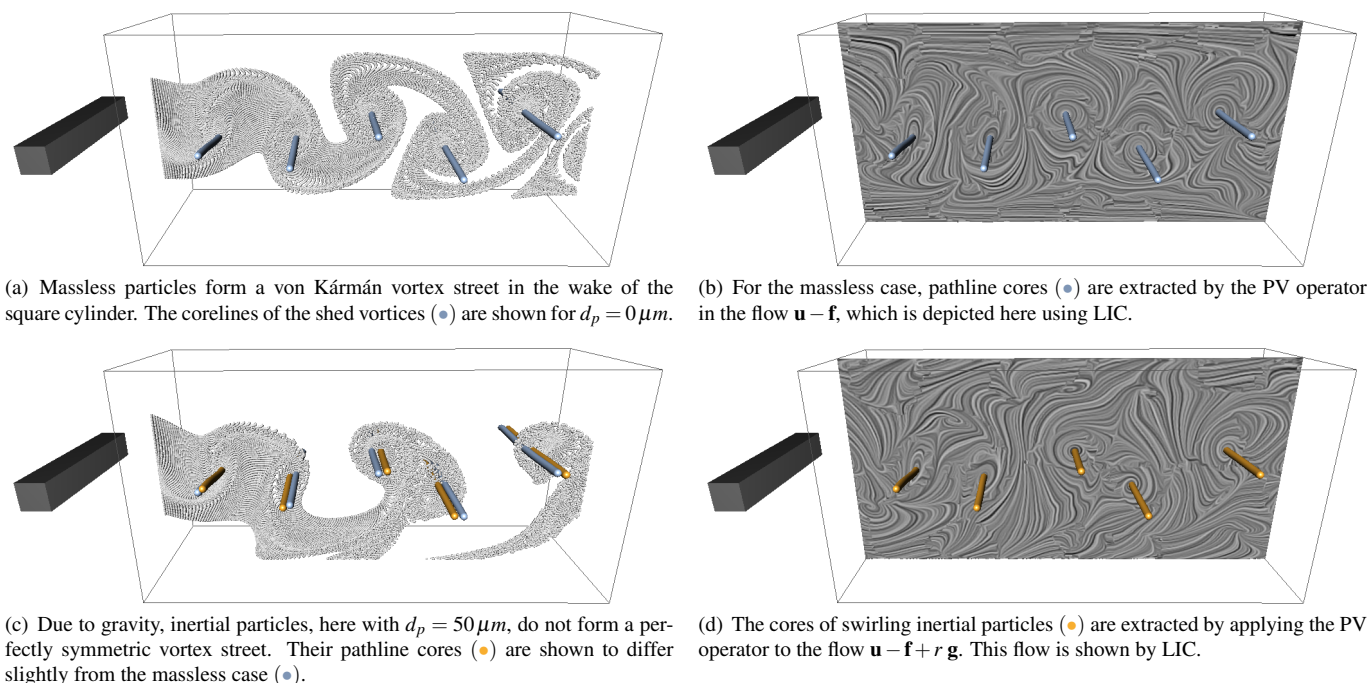 (a) Massless particles form a von Kármán vortex street in the wake of the
square cylinder. The corelines of the shed vortices (•) are shown for dₚ = 0 μm.
(b) For the massless case, pathline cores (•) are extracted by the PV operator
in the flow u − f, which is depicted here using LIC.
(c) Due to gravity, inertial particles, here with dₚ = 50 μm, do not form a per-
fectly symmetric vortex street. Their pathline cores (•) are shown to differ
slightly from the massless case (•).
(d) The cores of swirling inertial particles (•) are extracted by applying the PV
operator to the flow u − f + r g. This flow is shown by LIC.